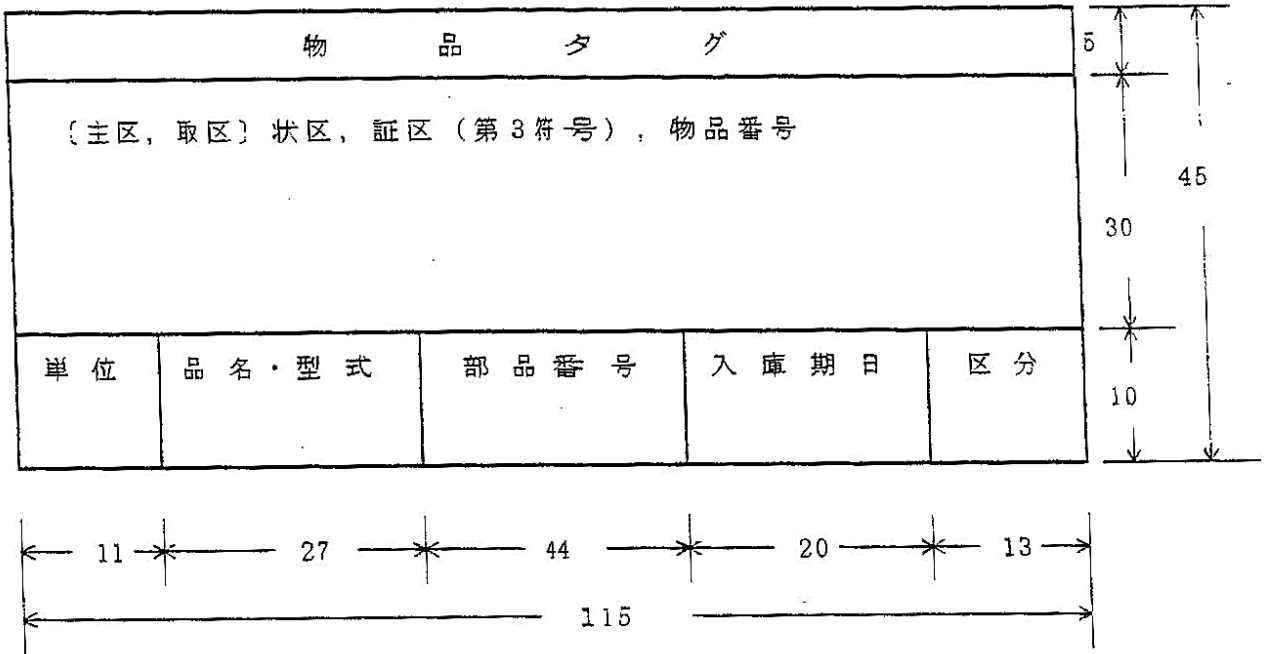 物品タグ
5
〔主区，取区〕状区，証区（第3符号），物品番号
45
30
単位 品名・型式 部品番号 入庫期日 区分
10
11 27 44 20 13
115